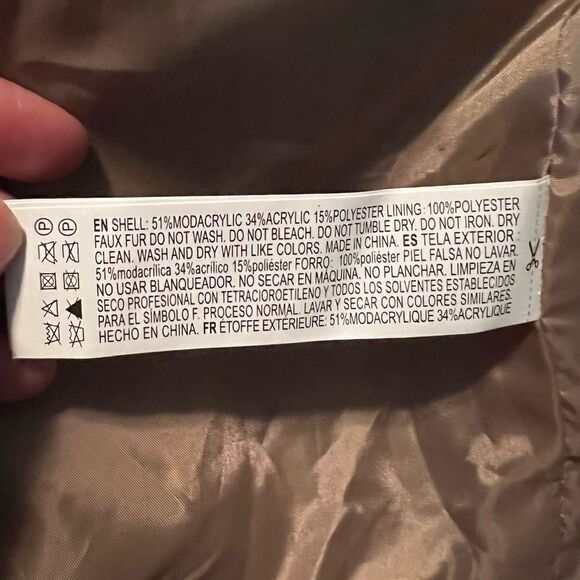 P P
EN SHELL: 51%MODACRYLIC 34%ACRYLIC 15%POLYESTER LINING: 100%POLYESTER
FAUX FUR DO NOT WASH. DO NOT BLEACH. DO NOT TUMBLE DRY. DO NOT IRON. DRY
CLEAN. WASH AND DRY WITH LIKE COLORS. MADE IN CHINA. ES TELA EXTERIOR :
51%modacrílica 34%acrílico 15%poliéster FORRO: 100%poliéster PIEL FALSA NO LAVAR.
NO USAR BLANQUEADOR. NO SECAR EN MÁQUINA. NO PLANCHAR. LIMPIEZA EN
SECO PROFESIONAL CON TETRACIOROETILENO Y TODOS LOS SOLVENTES ESTABLECIDOS
PARA EL SÍMBOLO F. PROCESO NORMAL. LAVAR Y SECAR CON COLORES SIMILARES.
HECHO EN CHINA. FR ÉTOFFE EXTÉRIEURE: 51%MODACRYLIQUE 34%ACRYLIQUE